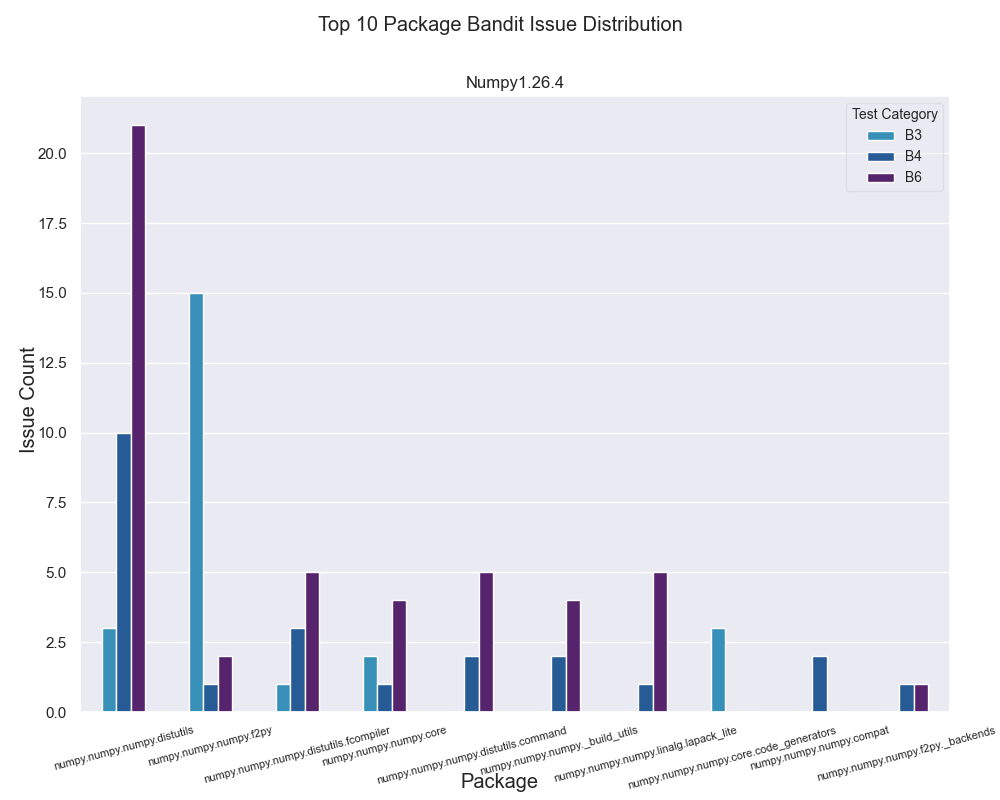 Top 10 Package Bandit Issue Distribution
Numpy1.26.4
Test Category
B3
B4
B6
Issue Count
20.0
17.5
15.0
12.5
10.0
7.5
5.0
2.5
0.0
numpy.numpy.numpy.distutils
numpy.numpy.numpy.f2py
numpy.numpy.numpy.distutils.fcompiler
numpy.numpy.numpy.core
numpy.numpy.numpy.distutils.command
numpy.numpy.numpy._build_utils
numpy.numpy.numpy.linalg.lapack_lite
numpy.numpy.numpy.core.code_generators
numpy.numpy.numpy.compat
numpy.numpy.numpy.f2py._backends
Package